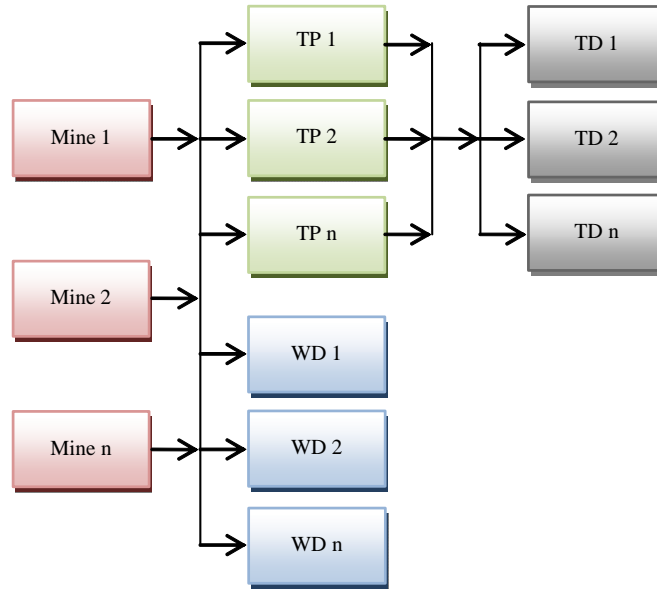 TP 1
TD 1
Mine 1
TP 2
TD 2
TP n
TD n
Mine 2
WD 1
Mine n
WD 2
WD n